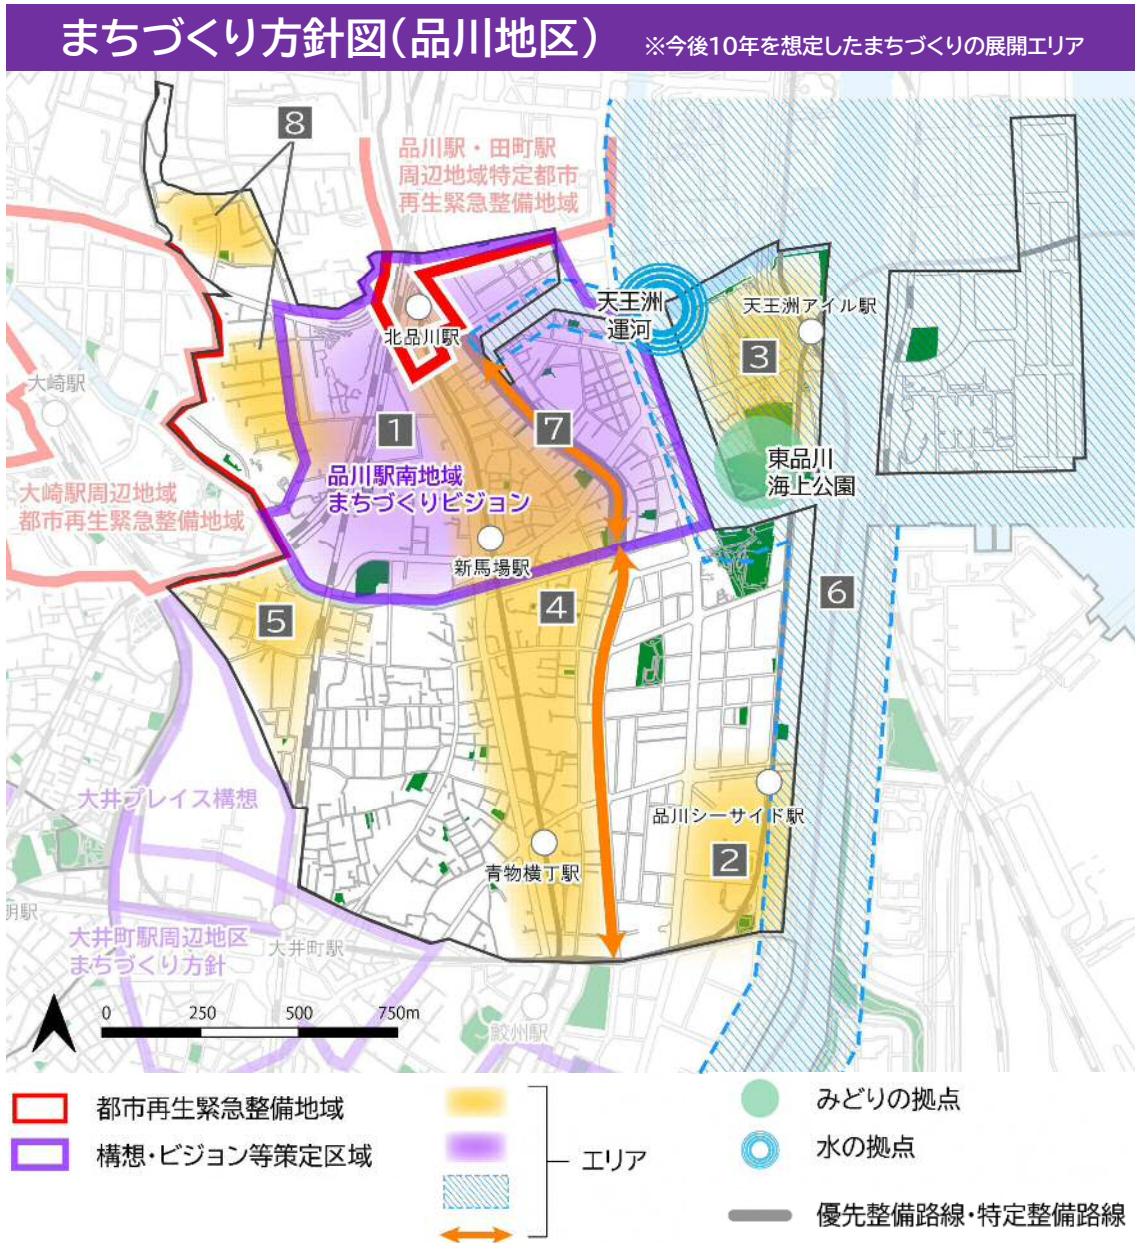 まちづくり方針図(品川地区)
※今後10年を想定したまちづくりの展開エリア
8
品川駅・田町駅
周辺地域特定都市
再生緊急整備地域
天王洲
運河
天王洲アイル駅
北品川駅
3
大崎駅
1
7
品川駅南地域
まちづくりビジョン
東品川
海上公園
大崎駅周辺地域
都市再生緊急整備地域
新馬場駅
6
5
4
大井プレイス構想
品川シーサイド駅
2
青物横丁駅
明駅
大井町駅周辺地区
まちづくり方針
大井町駅
0 250 500 750m
鮫州駅
都市再生緊急整備地域
構想・ビジョン等策定区域
エリア
みどりの拠点
水の拠点
優先整備路線・特定整備路線